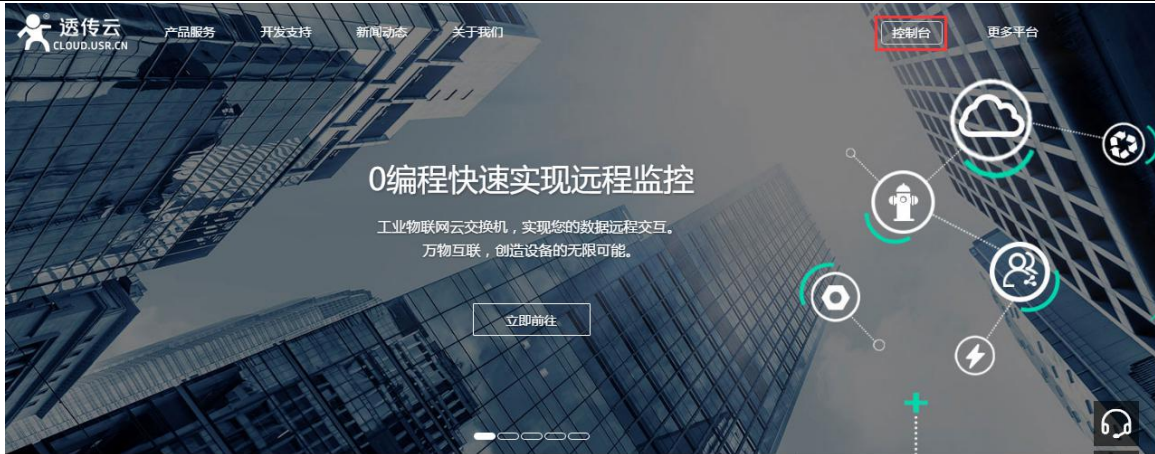 透传云
CLOUD.USR.CN
产品服务
开发支持
新闻动态
关于我们
控制台
更多平台
0编程快速实现远程监控
工业物联网云交换机，实现您的数据远程交互。
万物互联，创造设备的无限可能。
立即前往